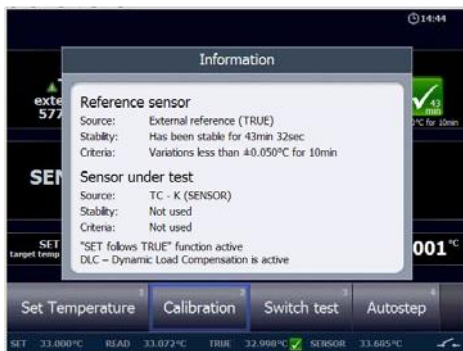 14:44
Information
exte
577
43
min
°C for 10min
Reference sensor
Source: External reference (TRUE)
Stability: Has been stable for 43min 32sec
Criteria: Variations less than ±0.050°C for 10min
Sensor under test
Source: TC - K (SENSOR)
Stability: Not used
Criteria: Not used
"SET follows TRUE" function active
DLC – Dynamic Load Compensation is active
SEN
SET
target temp
001 °C
1
Set Temperature
2
Calibration
3
Switch test
4
Autostep
SET 33.000°C READ 33.072°C TRUE 32.998°C SENSOR 33.685°C